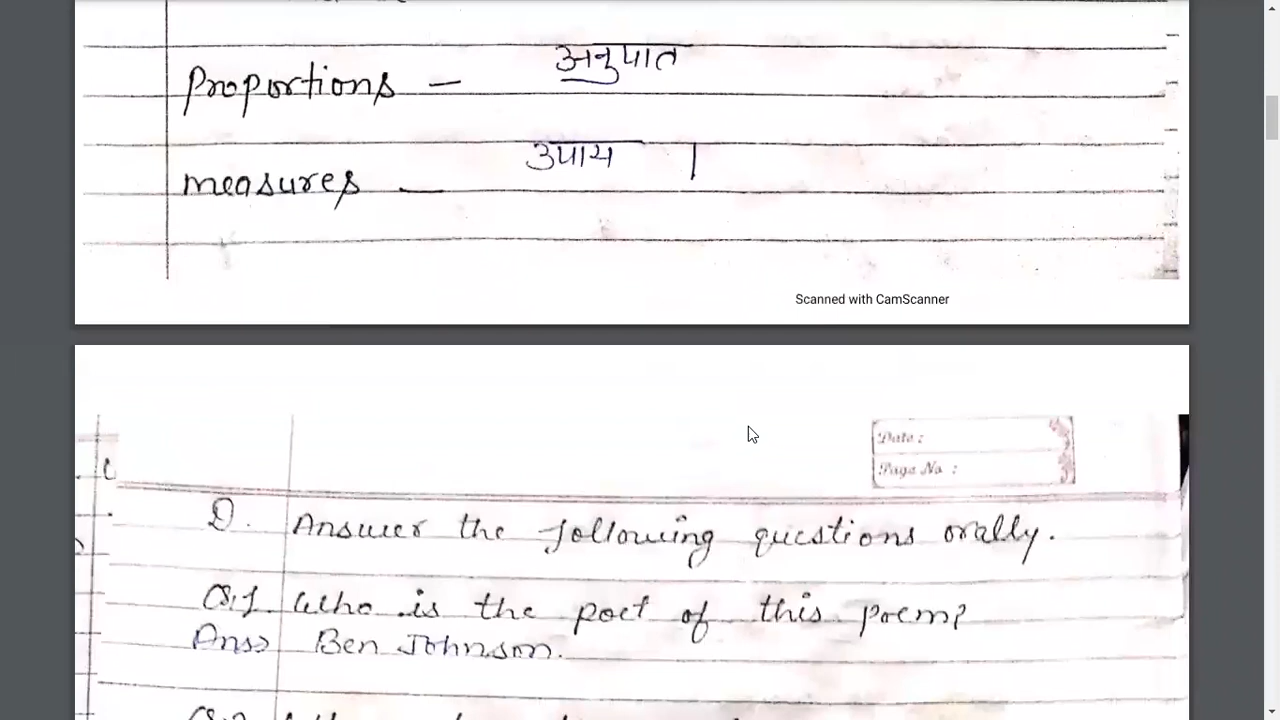 Proportions — अनुपात
measures — उपाय |
Scanned with CamScanner
Date :
Page No :
D. Answer the following questions orally.
Q.1. Who is the poet of this poem?
Ans> Ben Johnson.